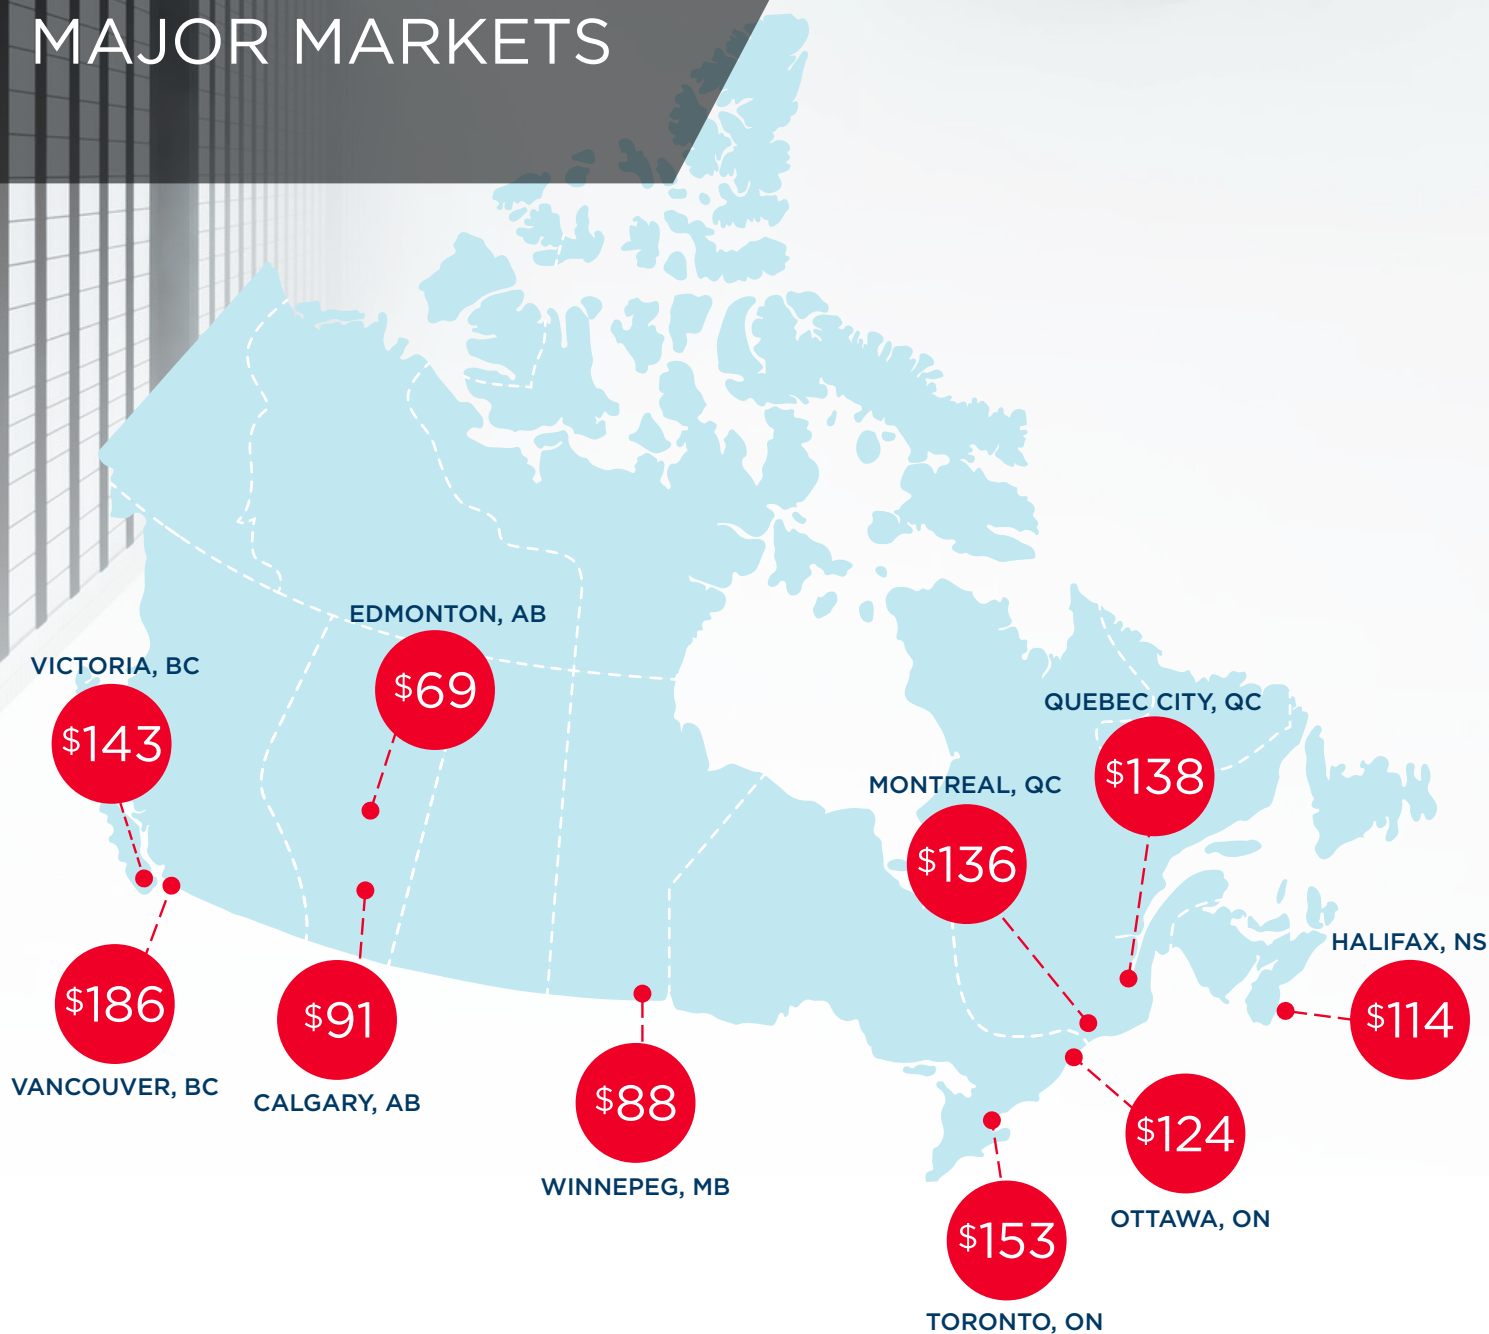 MAJOR MARKETS
EDMONTON, AB
$69
VICTORIA, BC
$143
QUEBEC CITY, QC
$138
MONTREAL, QC
$136
HALIFAX, NS
$114
$186
VANCOUVER, BC
$91
CALGARY, AB
$88
WINNEPEG, MB
$124
OTTAWA, ON
$153
TORONTO, ON